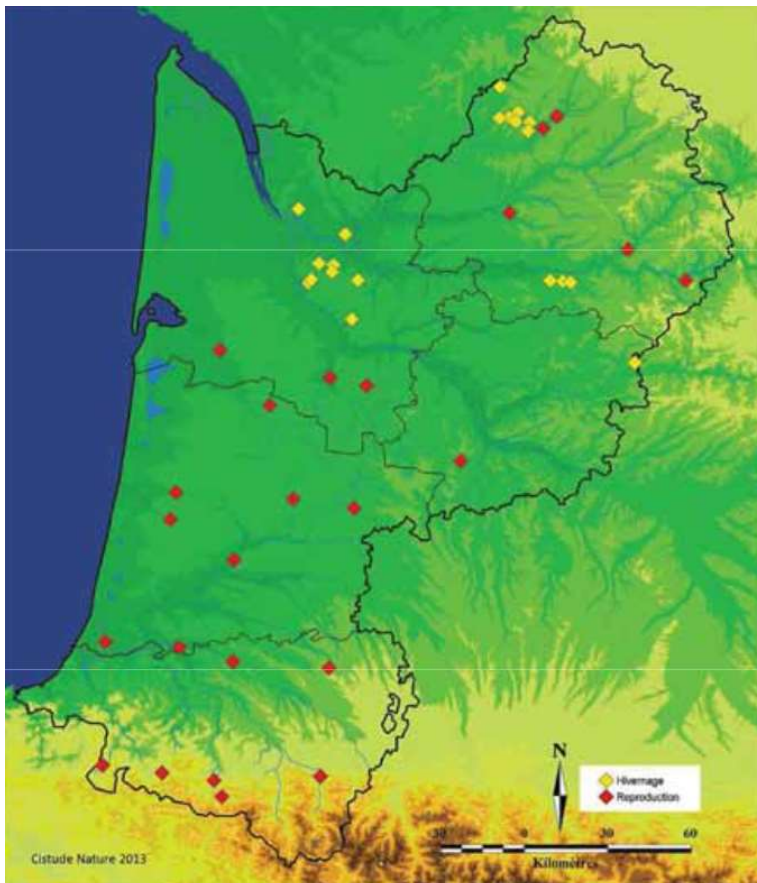 N
Hivernage
Reproduction
30 0 30 60
Kilomètres
Cistude Nature 2013